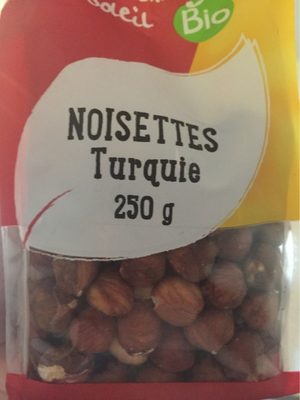 Soleil
Bio
NOISETTES
Turquie
250 g